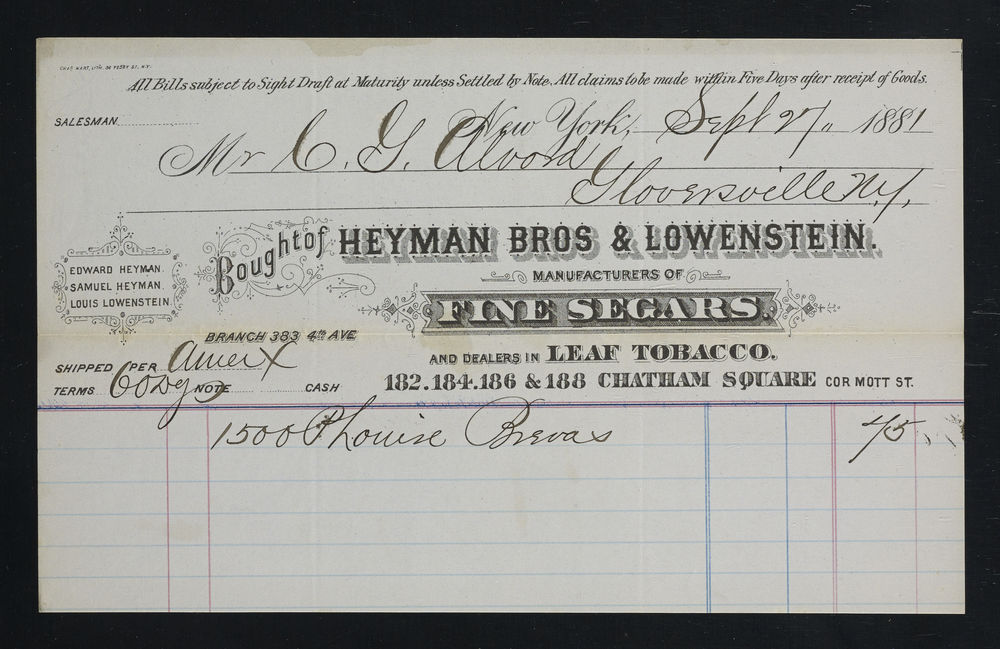 CHAS HART, LITH. 36 VESEY ST. N.Y.
All Bills subject to Sight Draft at Maturity unless Settled by Note. All claims to be made within Five Days after receipt of Goods.
SALESMAN
New York, Sept 27/" 1881
Mr C. G. Alvord
Gloversville N.Y.
Bought of HEYMAN BROS & LOWENSTEIN.
EDWARD HEYMAN.
SAMUEL HEYMAN.
LOUIS LOWENSTEIN.
MANUFACTURERS OF
FINE SEGARS.
BRANCH 383 4TH AVE
SHIPPED PER Amer X
AND DEALERS IN LEAF TOBACCO.
TERMS 60 Dy NOTE CASH
182.184.186 & 188 CHATHAM SQUARE COR MOTT ST.
1500 Louise Brevas 45